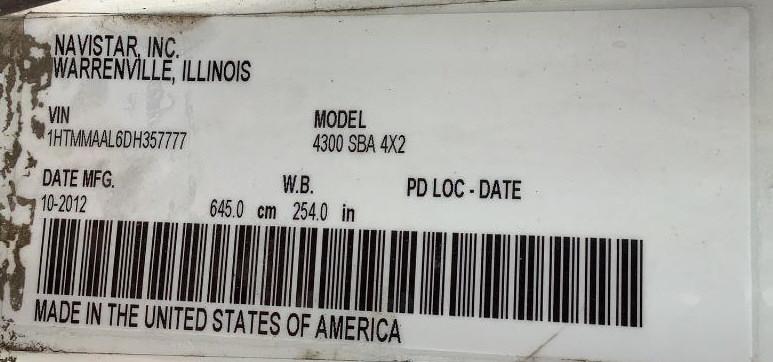 NAVISTAR, INC.
WARRENVILLE, ILLINOIS
VIN MODEL
1HTMMAAL6DH357777 4300 SBA 4X2
DATE MFG. W.B. PD LOC - DATE
10-2012 645.0 cm 254.0 in
MADE IN THE UNITED STATES OF AMERICA